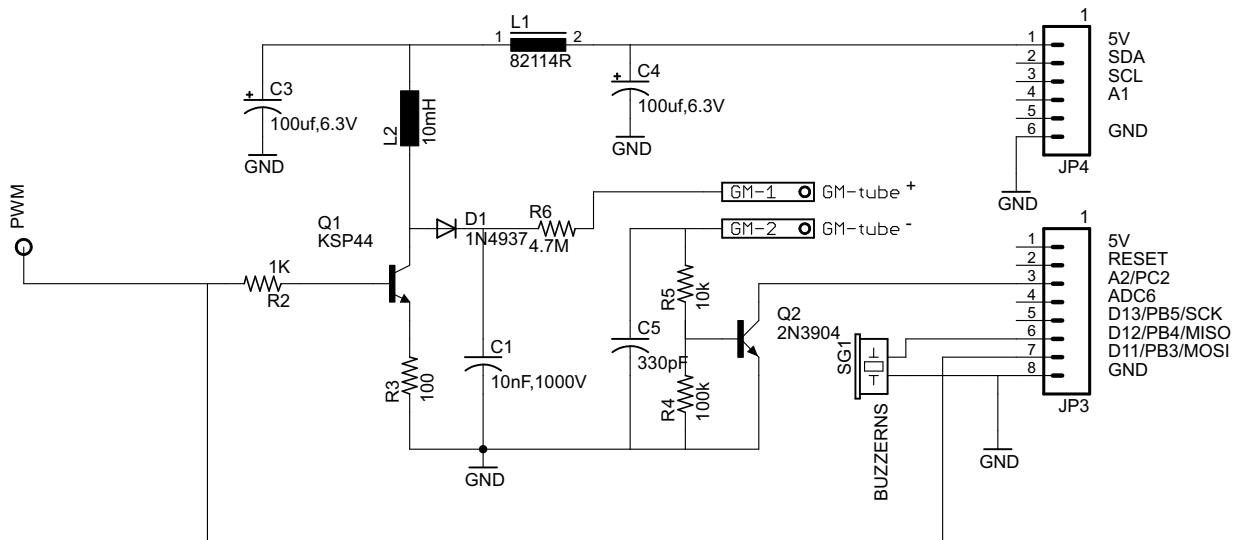 L1
1 2
82114R
C3
100uf,6.3V
GND
L2
10mH
C4
100uf,6.3V
GND
1
1 5V
2 SDA
3 SCL
4 A1
5
6 GND
JP4
GND
PWM
Q1
KSP44
D1
1N4937
R6
4.7M
GM-1 GM-tube +
GM-2 GM-tube -
1K
R2
R3
100
C1
10nF,1000V
GND
C5
330pF
R5
10k
R4
100k
Q2
2N3904
1
1 5V
2 RESET
3 A2/PC2
4 ADC6
5 D13/PB5/SCK
6 D12/PB4/MISO
7 D11/PB3/MOSI
8 GND
JP3
SG1
BUZZERNS
GND